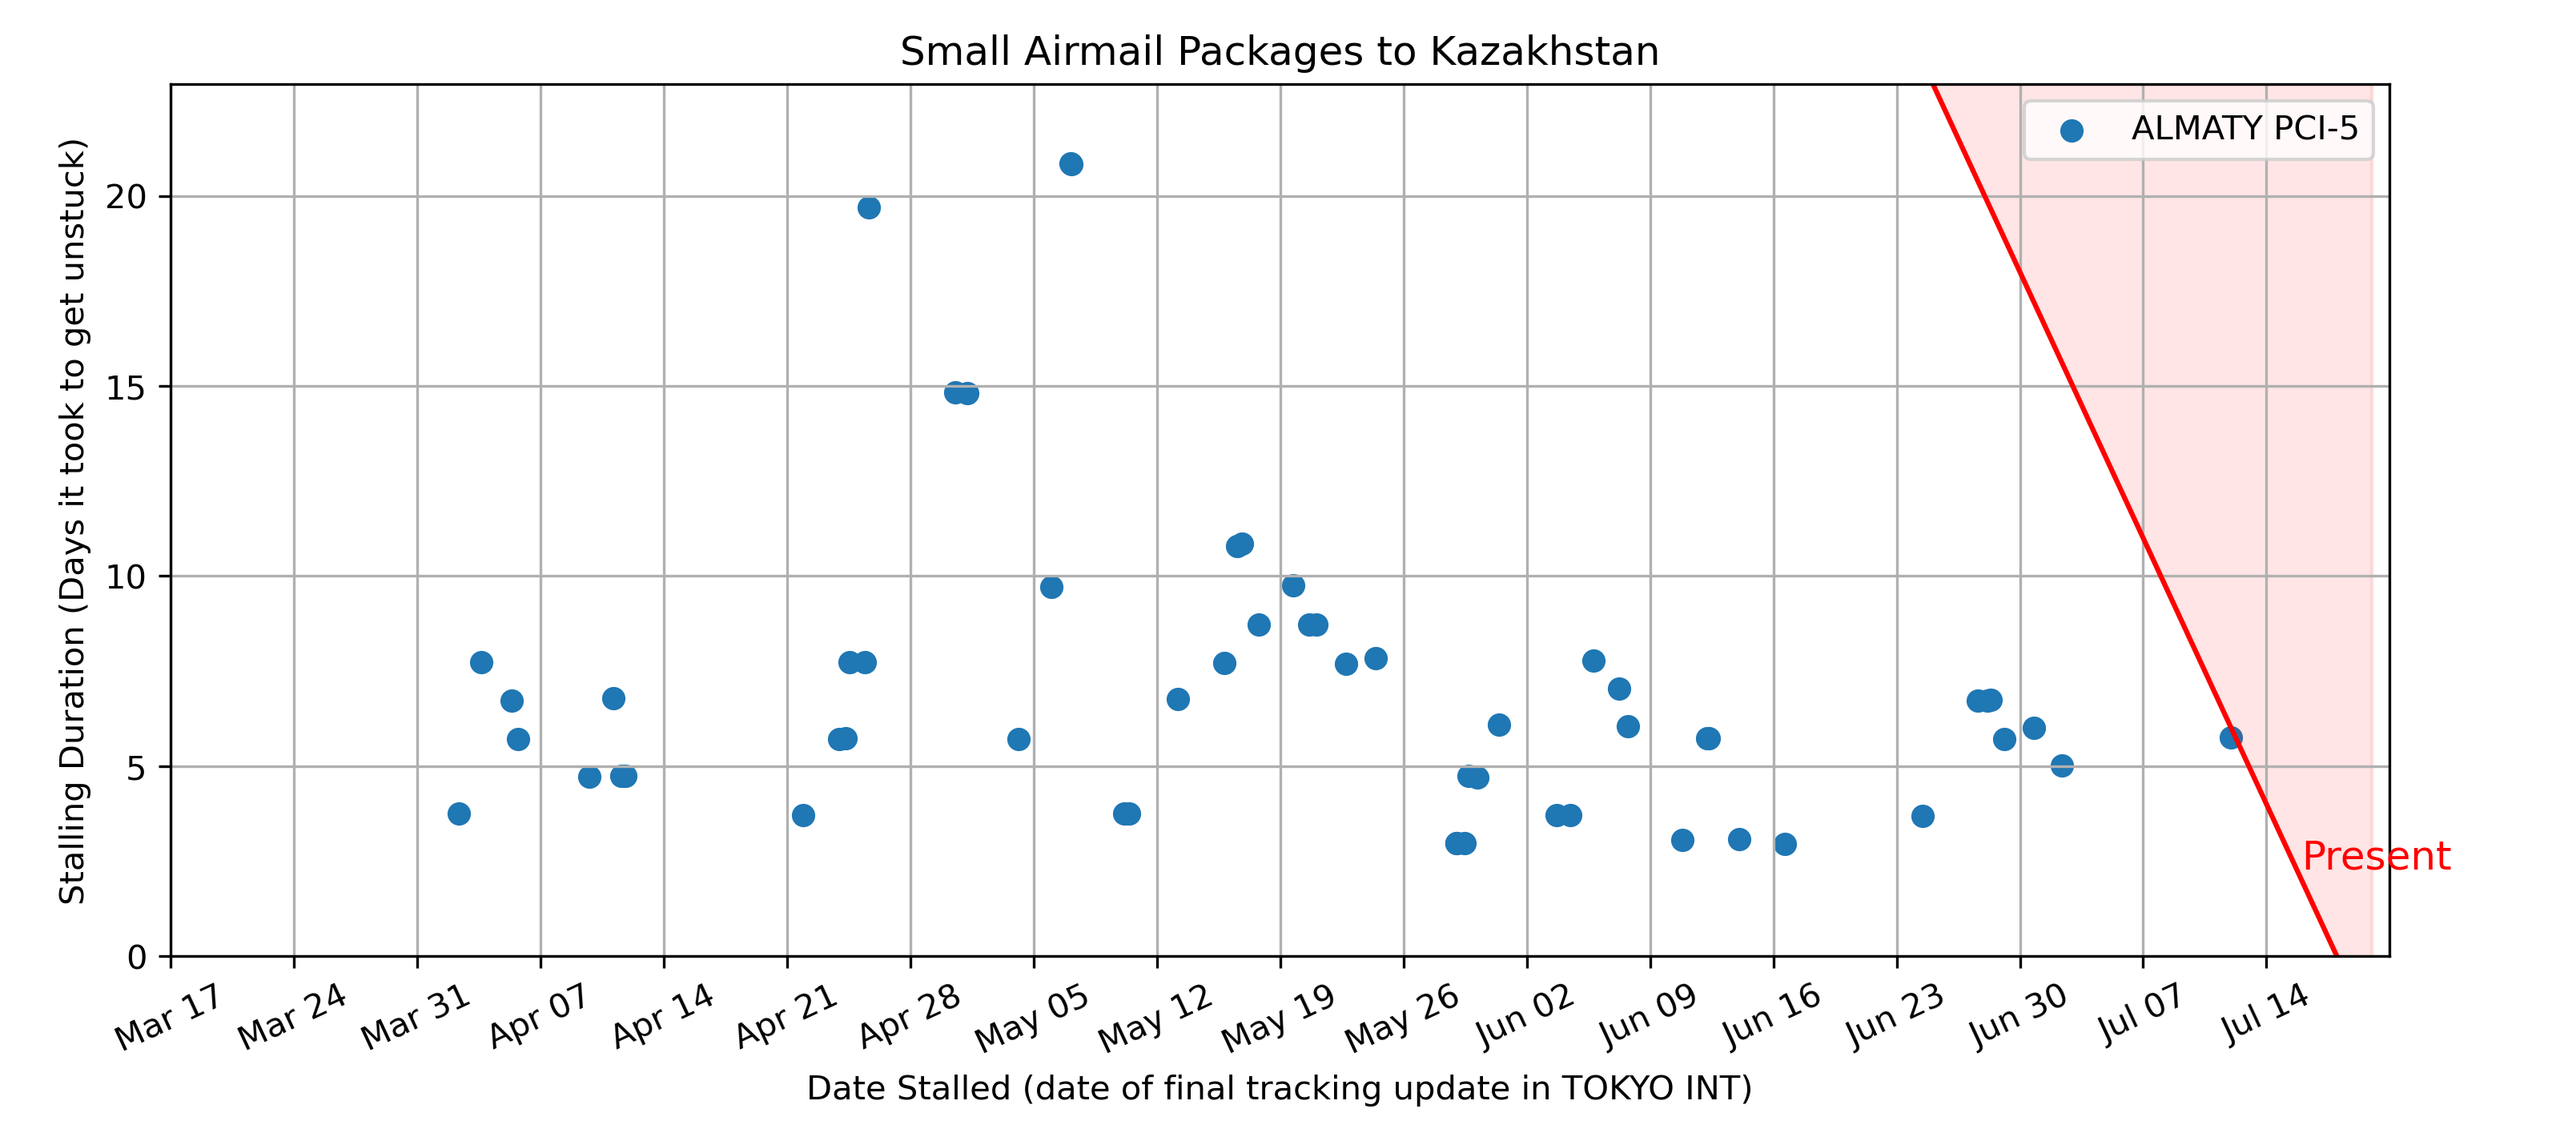 Small Airmail Packages to Kazakhstan
ALMATY PCI-5
Stalling Duration (Days it took to get unstuck)
20
15
10
5
0
Present
Mar 17
Mar 24
Mar 31
Apr 07
Apr 14
Apr 21
Apr 28
May 05
May 12
May 19
May 26
Jun 02
Jun 09
Jun 16
Jun 23
Jun 30
Jul 07
Jul 14
Date Stalled (date of final tracking update in TOKYO INT)